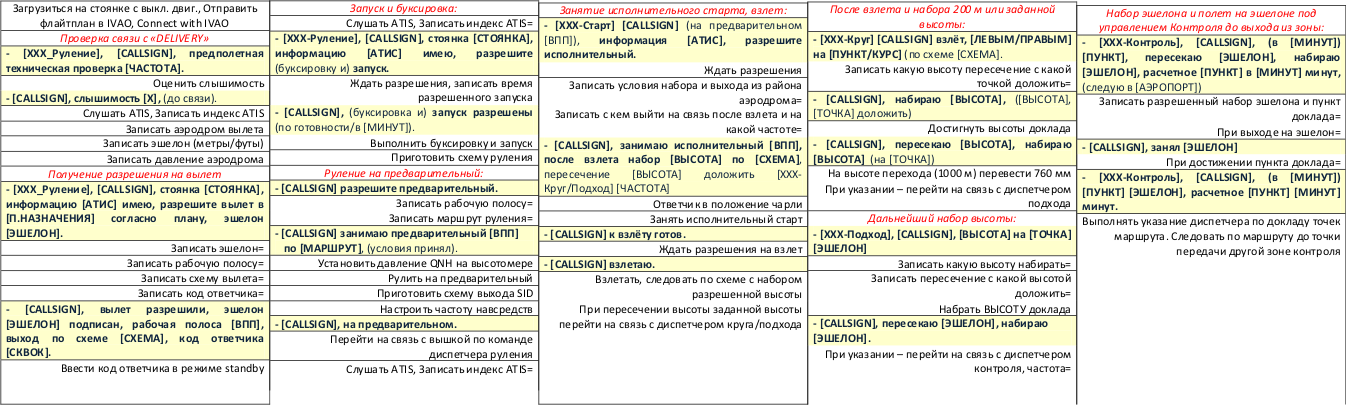 Загрузиться на стоянке с выкл. двиг., Отправить
флайтплан в IVAO, Connect with IVAO
Проверка связи с «DELIVERY»
- [XXX_Руление], [CALLSIGN], предполетная
техническая проверка [ЧАСТОТА].
Оценить слышимость
- [CALLSIGN], слышимость [X], (до связи).
Слушать ATIS, Записать индекс ATIS
Записать аэродром вылета
Записать эшелон (метры/футы)
Записать давление аэродрома
Получение разрешения на вылет
- [XXX_Руление], [CALLSIGN], стоянка [СТОЯНКА],
информацию [АТИС] имею, разрешите вылет в
[П.НАЗНАЧЕНИЯ] согласно плану, эшелон
[ЭШЕЛОН].
Записать эшелон=
Записать рабочую полосу=
Записать схему вылета=
Записать код ответчика=
- [CALLSIGN], вылет разрешили, эшелон
[ЭШЕЛОН] подписан, рабочая полоса [ВПП],
выход по схеме [СХЕМА], код ответчика
[СКВОК].
Ввести код ответчика в режиме standby
Запуск и буксировка:
Слушать ATIS, Записать индекс ATIS=
- [XXX-Руление], [CALLSIGN], стоянка [СТОЯНКА],
информацию [АТИС] имею, разрешите
(буксировку и) запуск.
Ждать разрешения, записать время
разрешенного запуска
- [CALLSIGN], (буксировка и) запуск разрешены
(по готовности/в [МИНУТ]).
Выполнить буксировку и запуск
Приготовить схему руления
Руление на предварительный:
- [CALLSIGN] разрешите предварительный.
Записать рабочую полосу=
Записать маршрут руления=
- [CALLSIGN] занимаю предварительный [ВПП]
по [МАРШРУТ], (условия принял).
Установить давление QNH на высотомере
Рулить на предварительный
Приготовить схему выхода SID
Настроить частоту навсредств
- [CALLSIGN], на предварительном.
Перейти на связь с вышкой по команде
диспетчера руления
Слушать ATIS, Записать индекс ATIS=
Занятие исполнительного старта, взлет:
- [XXX-Старт] [CALLSIGN] (на предварительном
[ВПП]), информация [АТИС], разрешите
исполнительный.
Ждать разрешения
Записать условия набора и выхода из района
аэродрома=
Записать с кем выйти на связь после взлета и на
какой частоте=
- [CALLSIGN], занимаю исполнительный [ВПП],
после взлета набор [ВЫСОТА] по [СХЕМА],
пересечение [ВЫСОТА] доложить [XXX-
Круг/Подход] [ЧАСТОТА]
Ответчик в положение чарли
Занять исполнительный старт
- [CALLSIGN] к взлёту готов.
Ждать разрешения на взлет
- [CALLSIGN] взлетаю.
Взлетать, следовать по схеме с набором
разрешенной высоты
При пересечении высоты заданной высоты
перейти на связь с диспетчером круга/подхода
После взлета и набора 200 м или заданной
высоты:
- [XXX-Круг] [CALLSIGN] взлёт, [ЛЕВЫМ/ПРАВЫМ]
на [ПУНКТ/КУРС] (по схеме [СХЕМА].
Записать какую высоту пересечение с какой
точкой доложить=
- [CALLSIGN], набираю [ВЫСОТА], ([ВЫСОТА],
[ТОЧКА] доложить)
Достигнуть высоты доклада
- [CALLSIGN], пересекаю [ВЫСОТА], набираю
[ВЫСОТА] (на [ТОЧКА])
На высоте перехода (1000 м) перевести 760 мм
При указании – перейти на связь с диспетчером
подхода
Дальнейший набор высоты:
- [XXX-Подход], [CALLSIGN], [ВЫСОТА] на [ТОЧКА]
[ЭШЕЛОН]
Записать какую высоту набирать=
Записать пересечение с какой высотой
доложить=
Набрать ВЫСОТУ доклада
- [CALLSIGN], пересекаю [ЭШЕЛОН], набираю
[ЭШЕЛОН].
При указании – перейти на связь с диспетчером
контроля, частота=
Набор эшелона и полет на эшелоне под
управлением Контроля до выхода из зоны:
- [XXX-Контроль], [CALLSIGN], (в [МИНУТ])
[ПУНКТ], пересекаю [ЭШЕЛОН], набираю
[ЭШЕЛОН], расчетное [ПУНКТ] в [МИНУТ] минут,
(следую в [АЭРОПОРТ])
Записать разрешенный набор эшелона и пункт
доклада=
При выходе на эшелон=
- [CALLSIGN], занял [ЭШЕЛОН]
При достижении пункта доклада=
- [XXX-Контроль], [CALLSIGN], (в [МИНУТ])
[ПУНКТ] [ЭШЕЛОН], расчетное [ПУНКТ] [МИНУТ]
минут.
Выполнять указание диспетчера по докладу точек
маршрута. Следовать по маршруту до точки
передачи другой зоне контроля